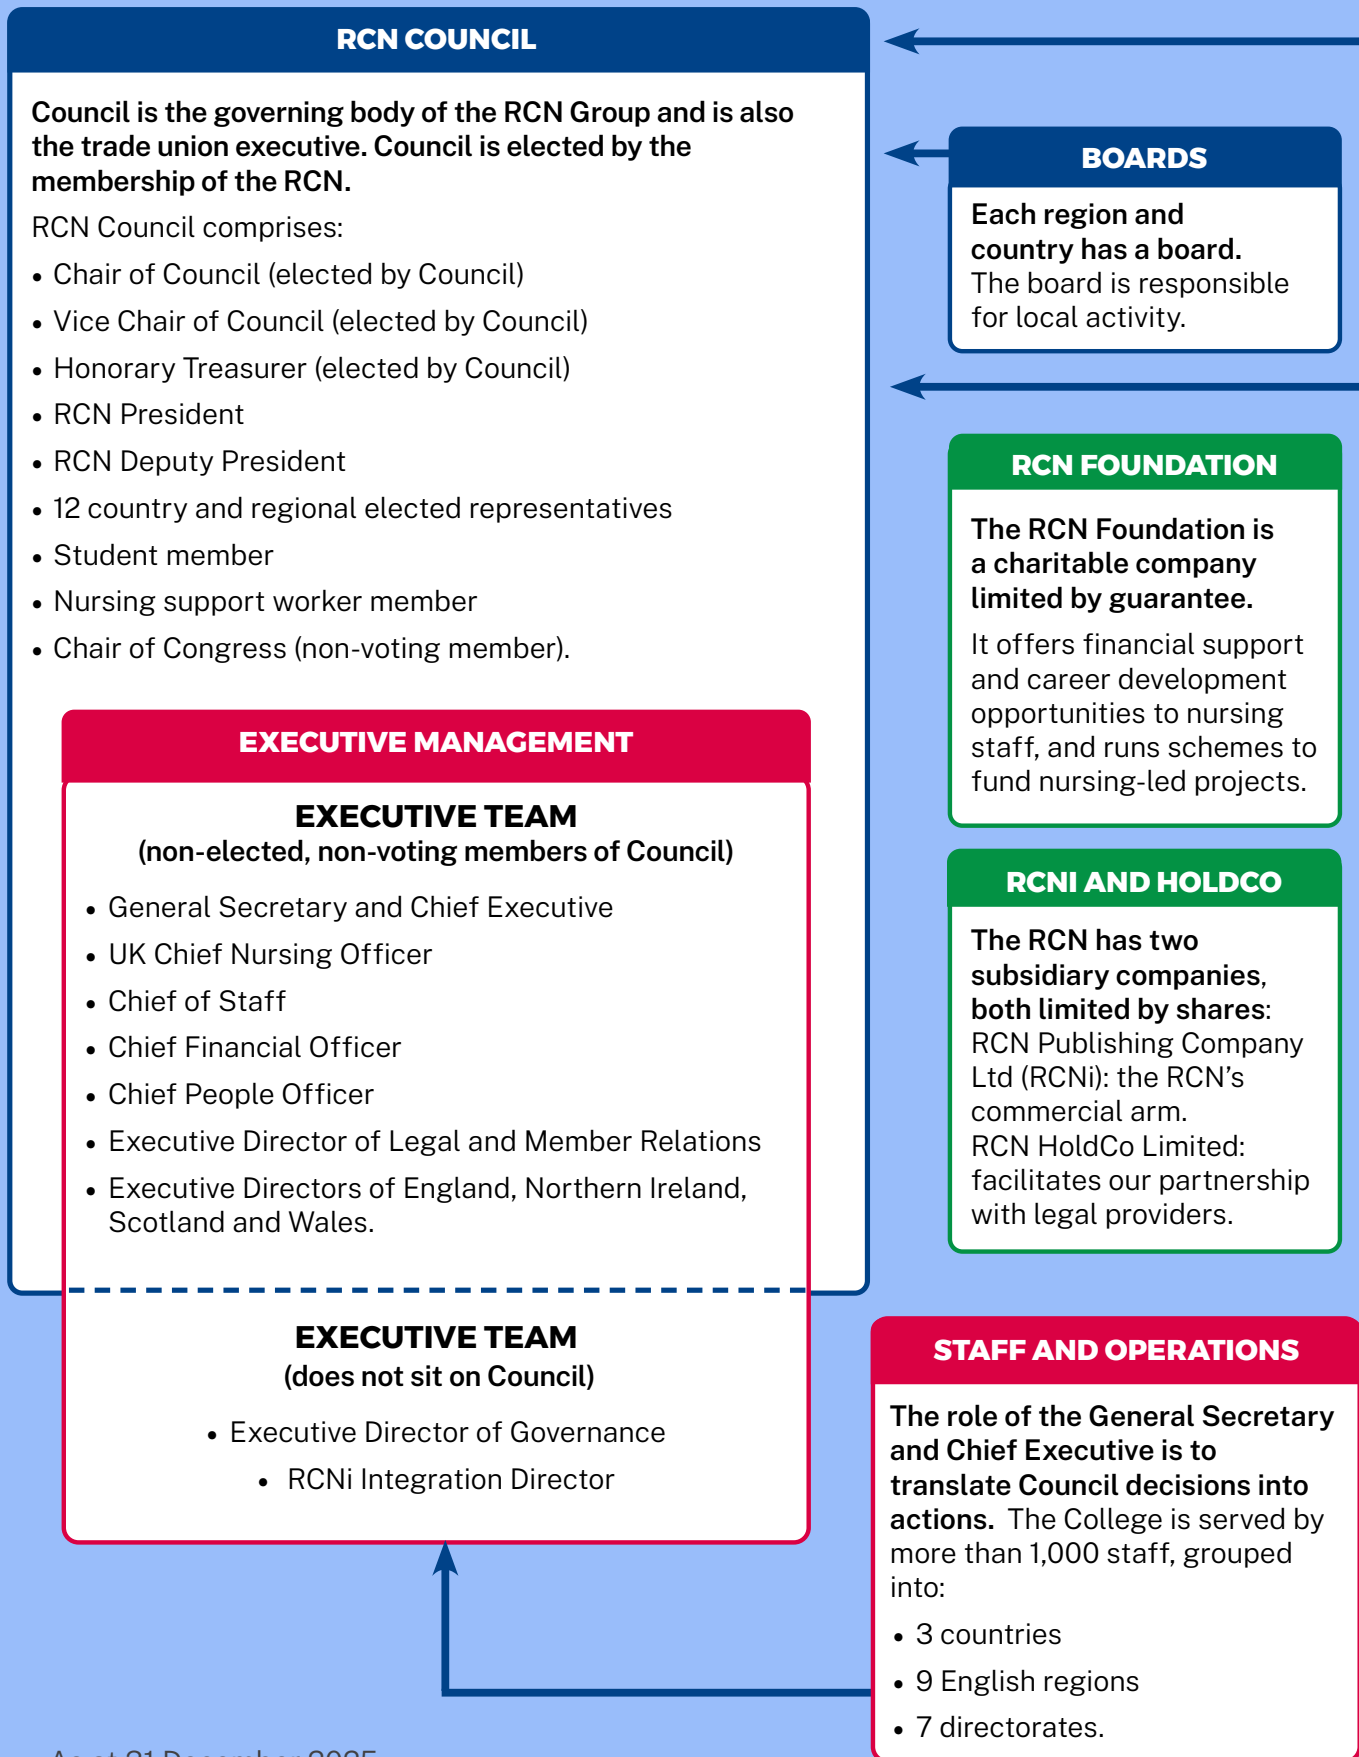 RCN COUNCIL
Council is the governing body of the RCN Group and is also
the trade union executive. Council is elected by the
membership of the RCN.
RCN Council comprises:
• Chair of Council (elected by Council)
• Vice Chair of Council (elected by Council)
• Honorary Treasurer (elected by Council)
• RCN President
• RCN Deputy President
• 12 country and regional elected representatives
• Student member
• Nursing support worker member
• Chair of Congress (non-voting member).
EXECUTIVE MANAGEMENT
EXECUTIVE TEAM
(non-elected, non-voting members of Council)
• General Secretary and Chief Executive
• UK Chief Nursing Officer
• Chief of Staff
• Chief Financial Officer
• Chief People Officer
• Executive Director of Legal and Member Relations
• Executive Directors of England, Northern Ireland,
Scotland and Wales.
EXECUTIVE TEAM
(does not sit on Council)
• Executive Director of Governance
• RCNi Integration Director
BOARDS
Each region and
country has a board.
The board is responsible
for local activity.
RCN FOUNDATION
The RCN Foundation is
a charitable company
limited by guarantee.
It offers financial support
and career development
opportunities to nursing
staff, and runs schemes to
fund nursing-led projects.
RCNI AND HOLDCO
The RCN has two
subsidiary companies,
both limited by shares:
RCN Publishing Company
Ltd (RCNi): the RCN’s
commercial arm.
RCN HoldCo Limited:
facilitates our partnership
with legal providers.
STAFF AND OPERATIONS
The role of the General Secretary
and Chief Executive is to
translate Council decisions into
actions. The College is served by
more than 1,000 staff, grouped
into:
• 3 countries
• 9 English regions
• 7 directorates.
As at 31 December 2025